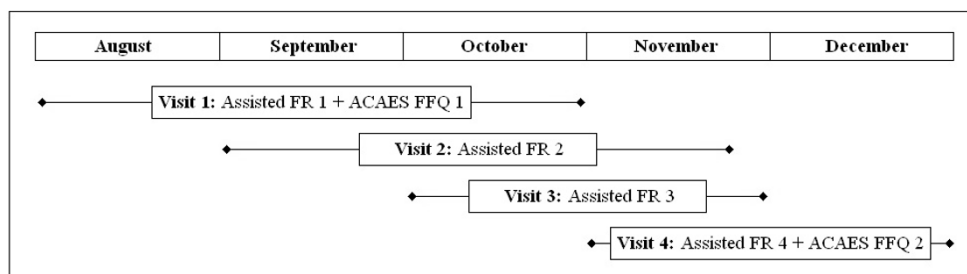 August September October November December
Visit 1: Assisted FR 1 + ACAES FFQ 1
Visit 2: Assisted FR 2
Visit 3: Assisted FR 3
Visit 4: Assisted FR 4 + ACAES FFQ 2